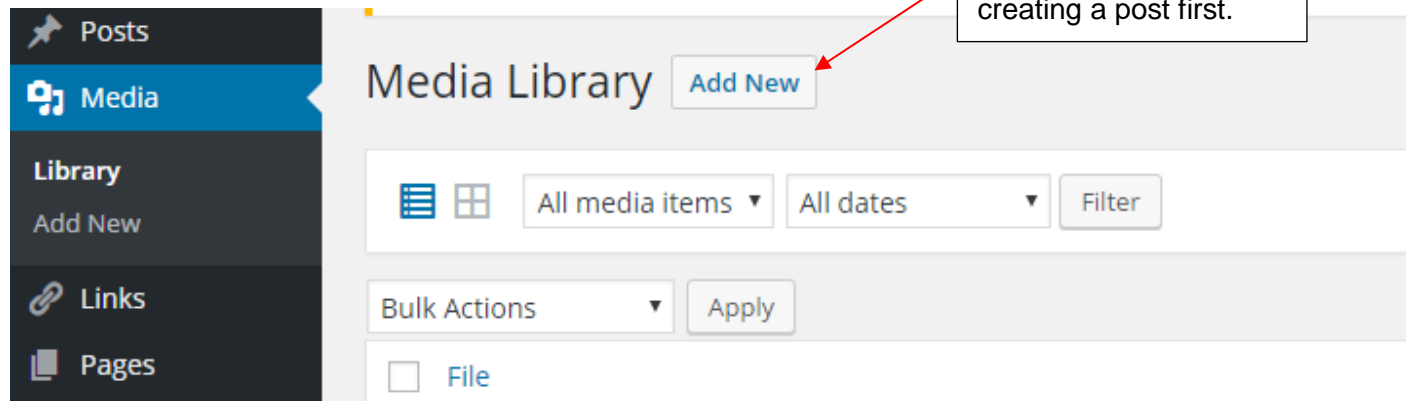 creating a post first.
Posts
Media
Library
Add New
Links
Pages
Media Library Add New
All media items All dates Filter
Bulk Actions Apply
File